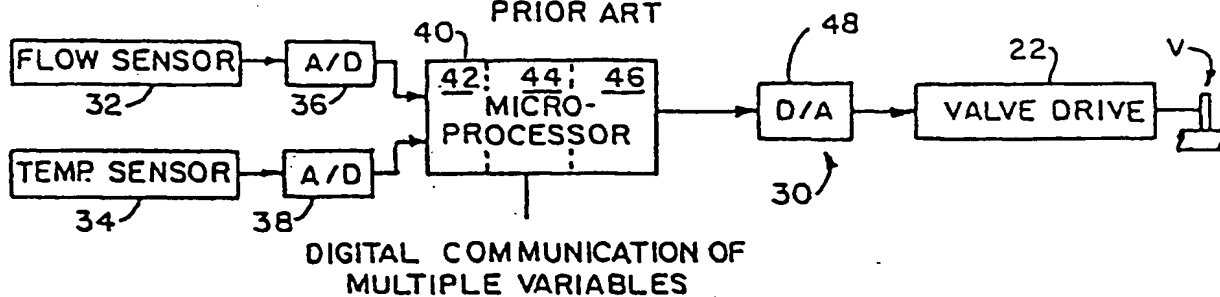 PRIOR ART
FLOW SENSOR
32
A/D
36
40
42 44 46
MICRO-
PROCESSOR
48
D/A
30
22
VALVE DRIVE
V
TEMP. SENSOR
34
A/D
38
DIGITAL COMMUNICATION OF
MULTIPLE VARIABLES